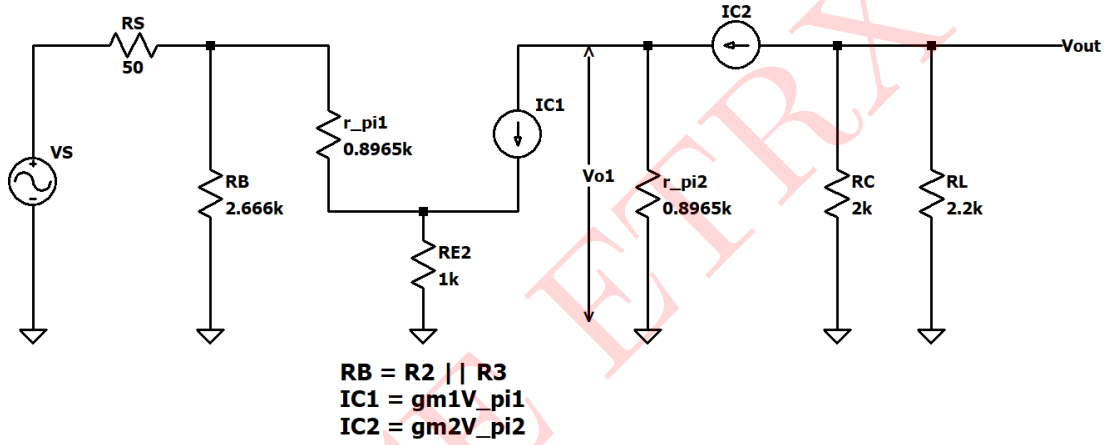 RS
50
IC2
Vout
VS
+
-
r_pi1
0.8965k
IC1
Vo1
RB
2.666k
r_pi2
0.8965k
RC
2k
RL
2.2k
RE2
1k
RB = R2 || R3
IC1 = gm1V_pi1
IC2 = gm2V_pi2
E ETRX